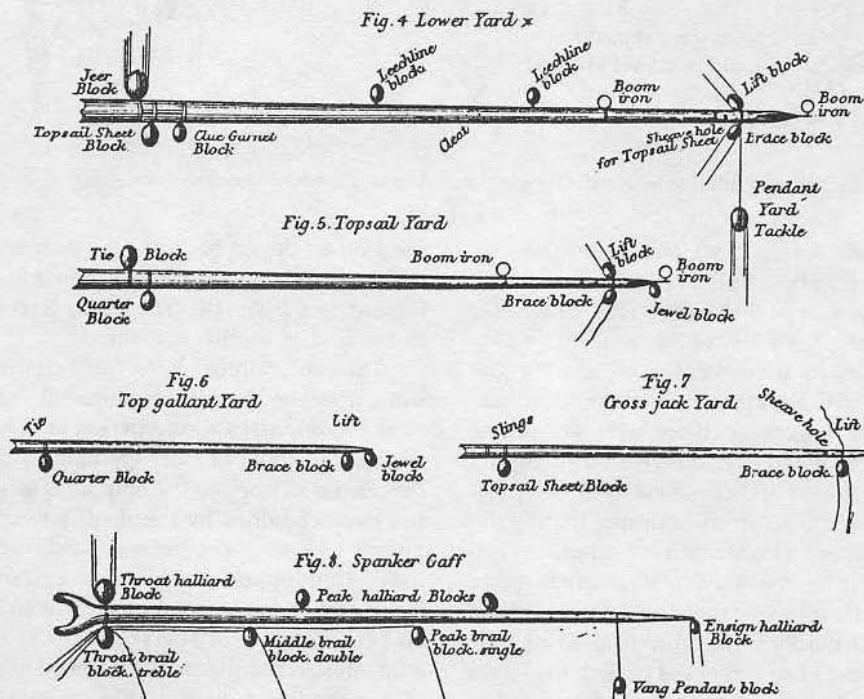 Fig. 4 Lower Yard x
Jeer
Block
Leechline
block
Leechline
block
Boom
iron
Lift block
Boom
iron
Topsail Sheet
Block
Clue Gurnet
Block
Cleat
Sheave hole
for Topsail Sheet
Brace block
Pendant
Yard
Tackle
Fig. 5. Topsail Yard
Tie
Block
Boom iron
Lift
block
Boom
iron
Quarter
Block
Brace block
Jewel block
Fig. 6
Top gallant Yard
Tie
Lift
Quarter Block
Brace block
Jewel
blocks
Fig. 7
Cross jack Yard
Slings
Sheave hole
Lift
Topsail Sheet Block
Brace block
Fig. 8. Spanker Gaff
Throat halliard
Block
Peak halliard Blocks
Throat brail
block. treble
Middle brail
block. double
Peak brail
block. single
Ensign halliard
Block
Vang Pendant block